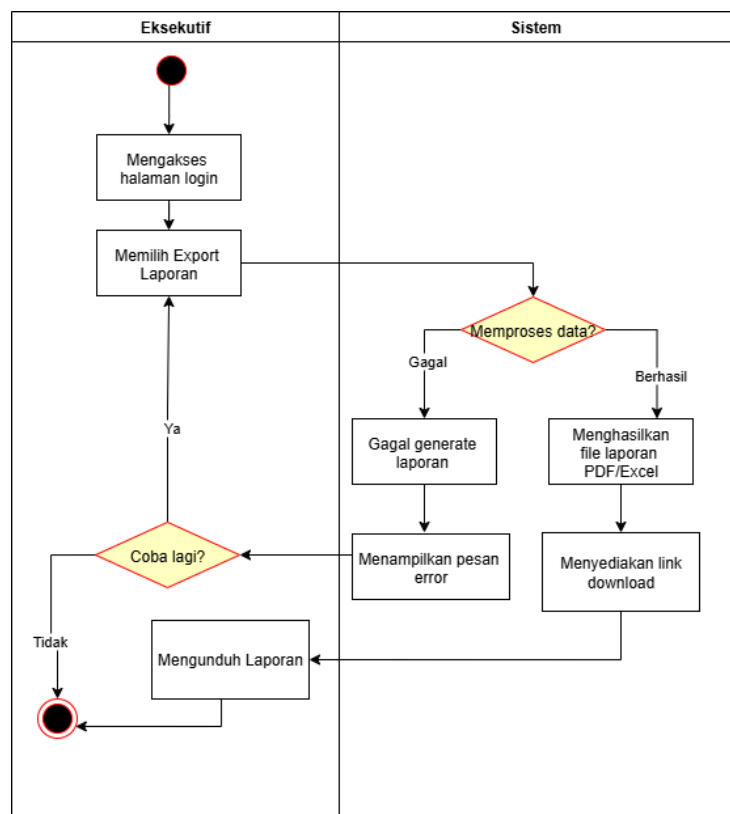 Eksekutif
Sistem
Mengakses
halaman login
Memilih Export
Laporan
Memproses data?
Gagal
Berhasil
Gagal generate
laporan
Menghasilkan
file laporan
PDF/Excel
Ya
Coba lagi?
Menampilkan pesan
error
Menyediakan link
download
Tidak
Mengunduh Laporan